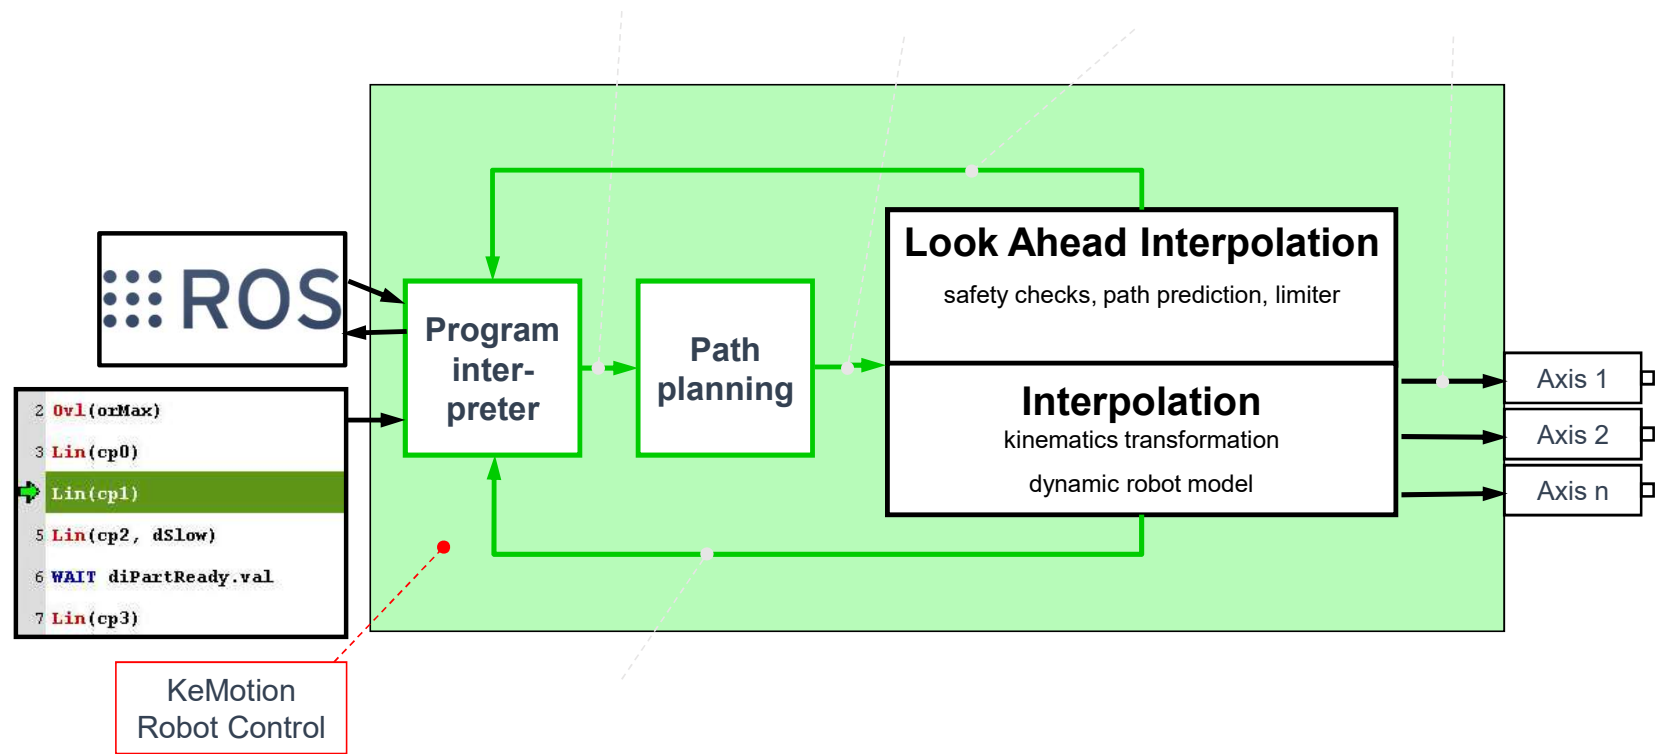 ROS
2 Ovl(orMax)
3 Lin(cp0)
Lin(cp1)
5 Lin(cp2, dSlow)
6 WAIT diPartReady.val
7 Lin(cp3)
KeMotion
Robot Control
Program
inter-
preter
Path
planning
Look Ahead Interpolation
safety checks, path prediction, limiter
Interpolation
kinematics transformation
dynamic robot model
Axis 1
Axis 2
Axis n